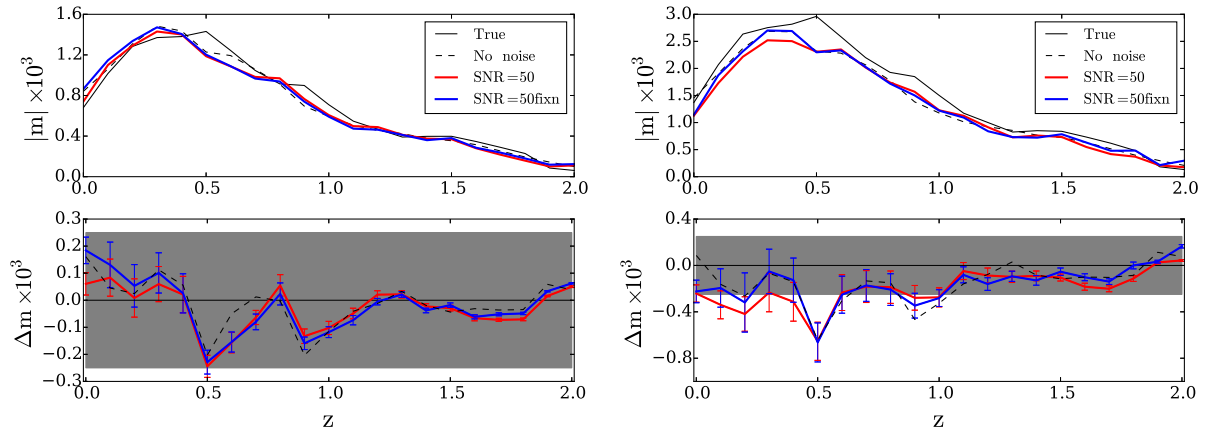 |m| ×10³
1.6
1.2
0.8
0.4
0.0
0.0 0.5 1.0 1.5 2.0
True
No noise
SNR=50
SNR=50fixn
|m| ×10³
3.0
2.5
2.0
1.5
1.0
0.5
0.0
0.0 0.5 1.0 1.5 2.0
True
No noise
SNR=50
SNR=50fixn
Δm ×10³
0.3
0.2
0.1
0.0
−0.1
−0.2
−0.3
0.0 0.5 1.0 1.5 2.0
z
Δm ×10³
0.4
0.0
−0.4
−0.8
0.0 0.5 1.0 1.5 2.0
z